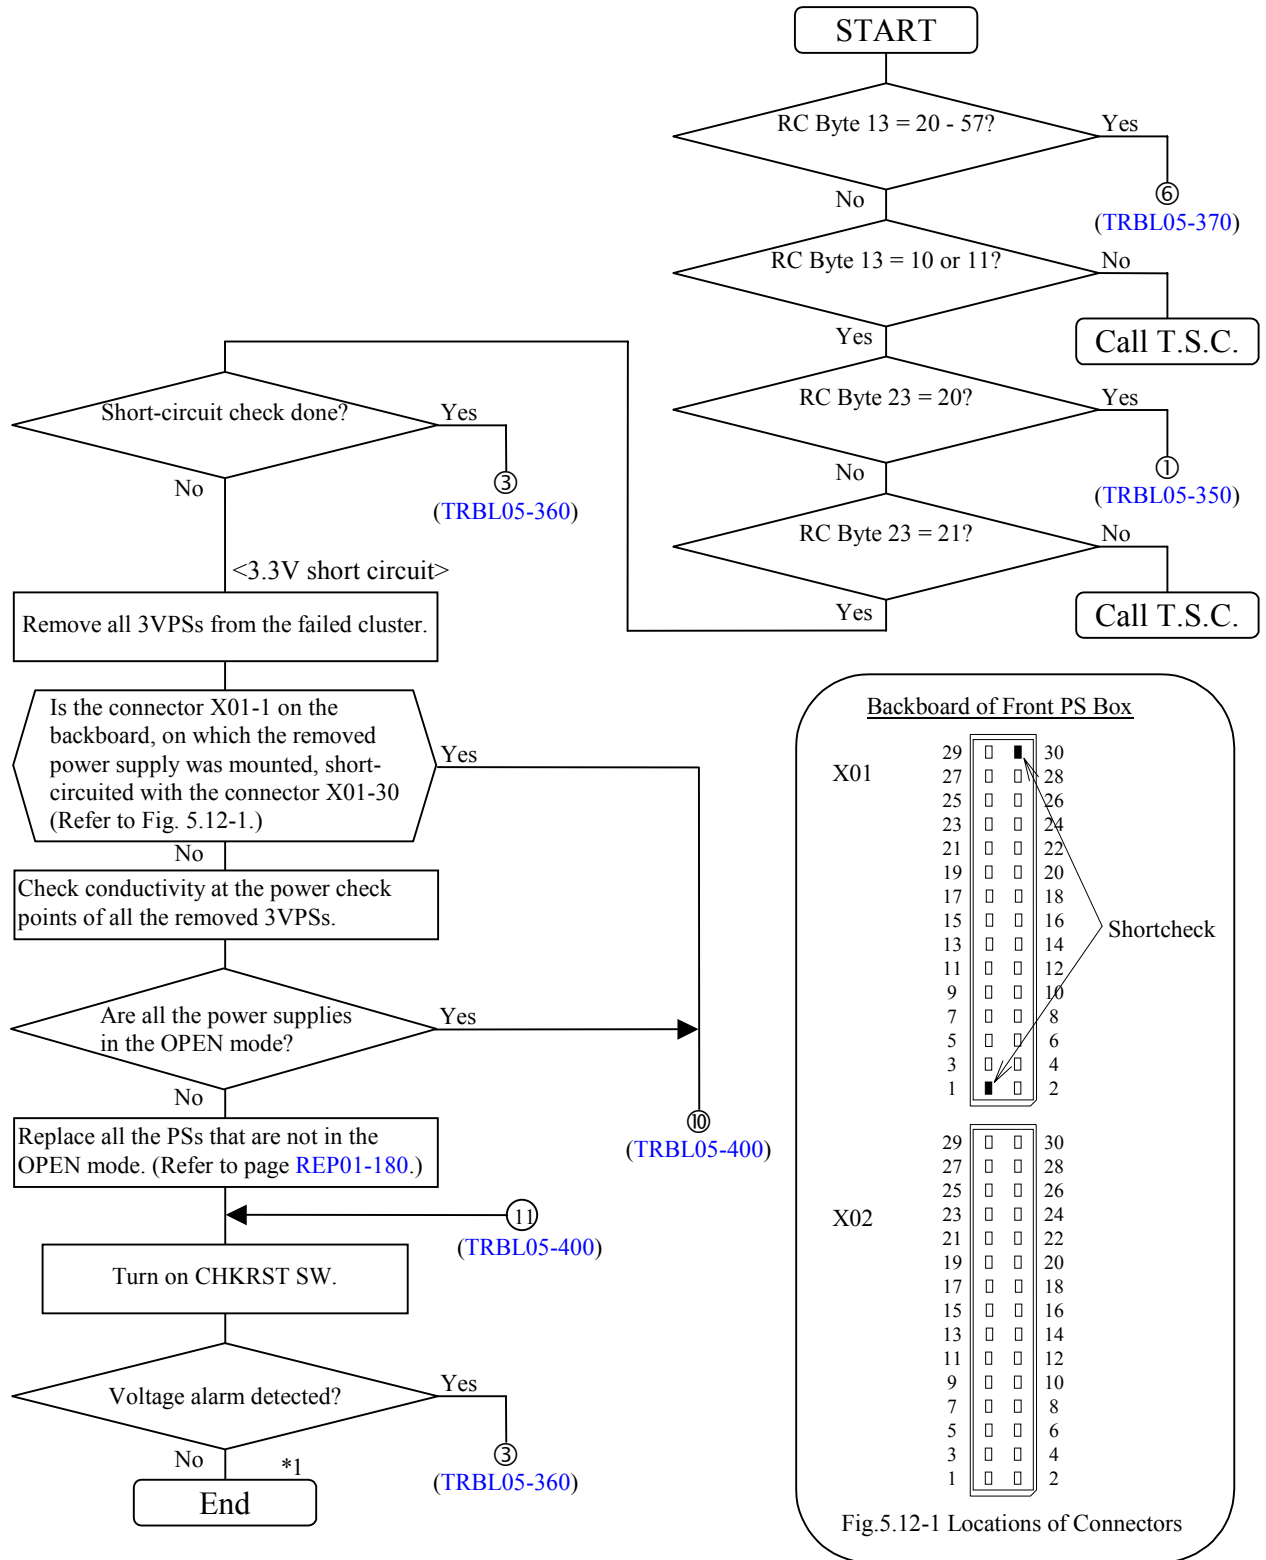 START
RC Byte 13 = 20 - 57?
Yes
⑥
(TRBL05-370)
No
RC Byte 13 = 10 or 11?
No
Call T.S.C.
Yes
RC Byte 23 = 20?
Yes
①
(TRBL05-350)
No
RC Byte 23 = 21?
No
Call T.S.C.
Yes
Short-circuit check done?
Yes
③
(TRBL05-360)
No
<3.3V short circuit>
Remove all 3VPSs from the failed cluster.
Is the connector X01-1 on the
backboard, on which the removed
power supply was mounted, short-
circuited with the connector X01-30
(Refer to Fig. 5.12-1.)
Yes
No
Check conductivity at the power check
points of all the removed 3VPSs.
Are all the power supplies
in the OPEN mode?
Yes
⑩
(TRBL05-400)
No
Replace all the PSs that are not in the
OPEN mode. (Refer to page REP01-180.)
⑪
(TRBL05-400)
Turn on CHKRST SW.
Voltage alarm detected?
Yes
③
(TRBL05-360)
No
*1
End
Backboard of Front PS Box
X01
29 30
27 28
25 26
23 24
21 22
19 20
17 18
15 16
13 14
11 12
9 10
7 8
5 6
3 4
1 2
Shortcheck
X02
29 30
27 28
25 26
23 24
21 22
19 20
17 18
15 16
13 14
11 12
9 10
7 8
5 6
3 4
1 2
Fig.5.12-1 Locations of Connectors